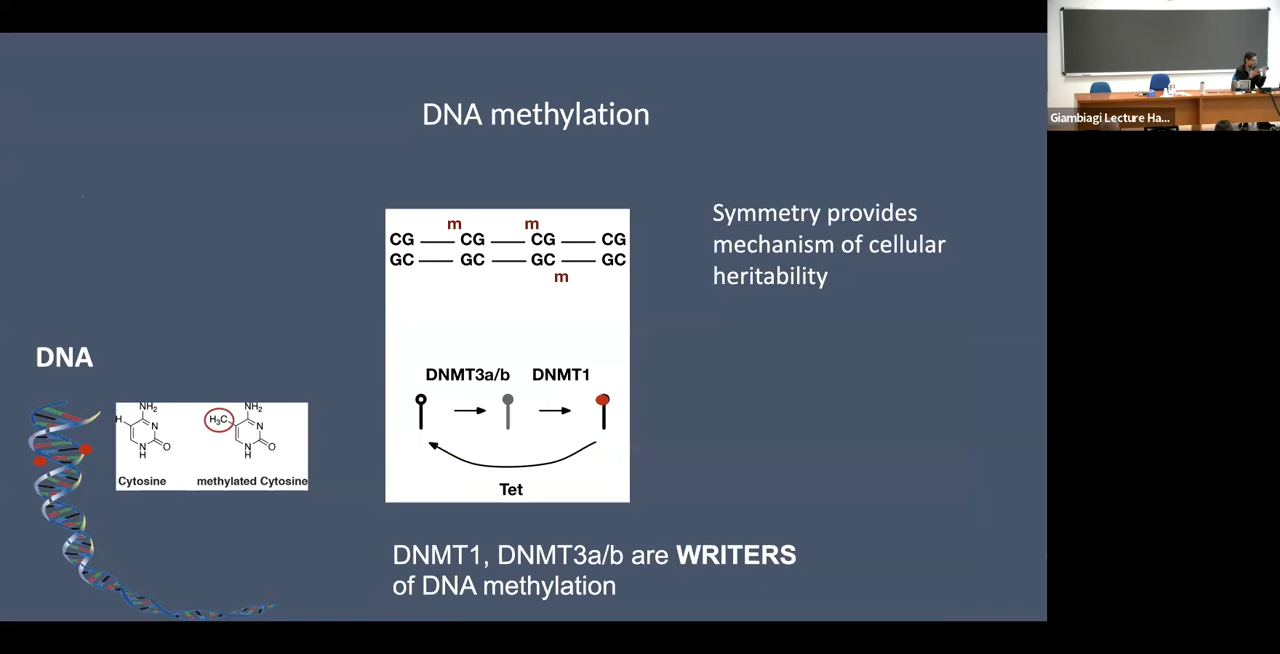 DNA methylation
m m
CG CG CG CG
GC GC GC GC
m
Symmetry provides
mechanism of cellular
heritability
DNMT3a/b DNMT1
Tet
DNA
NH2 NH2
H H3C
N N
O O
N N
H H
Cytosine methylated Cytosine
DNMT1, DNMT3a/b are WRITERS
of DNA methylation
Giambiagi Lecture Ha...